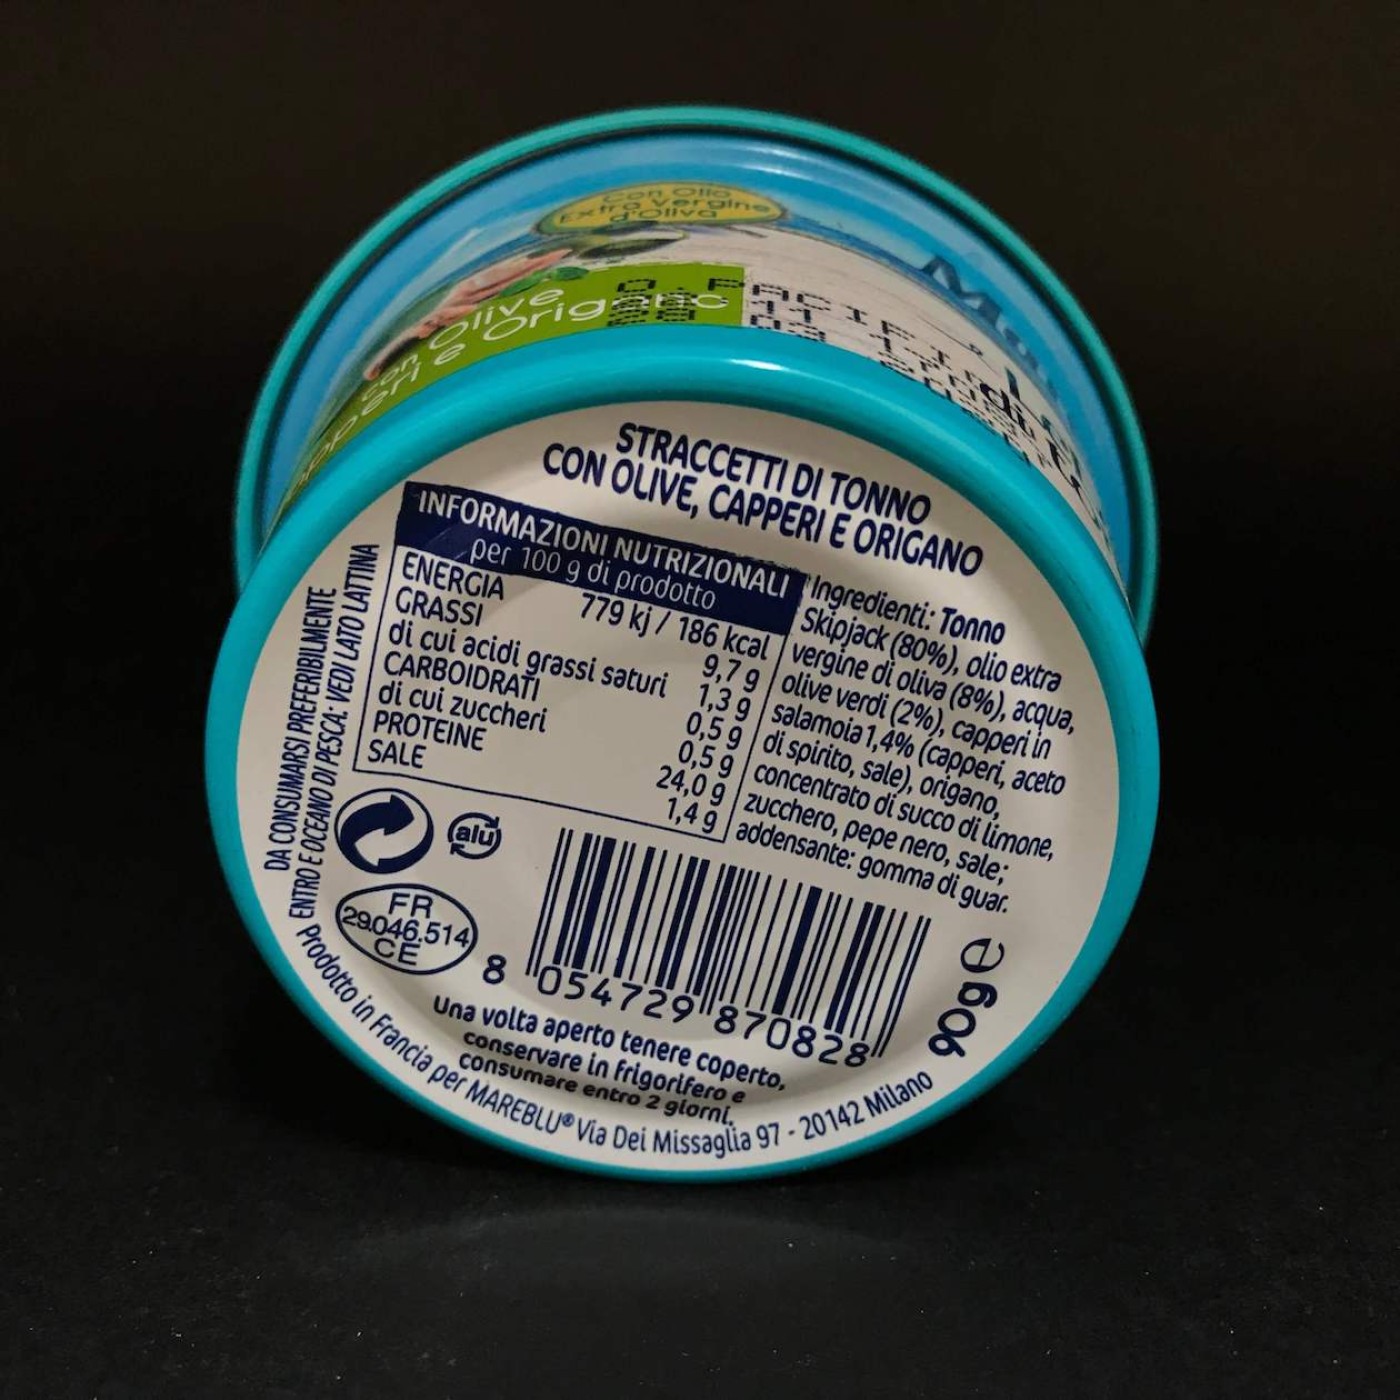 Con Olio
Extra Vergine
d'Oliva
con Olive
e Origano
O. PACIFI
STRACCETTI DI TONNO
CON OLIVE, CAPPERI E ORIGANO
INFORMAZIONI NUTRIZIONALI
per 100 g di prodotto
ENERGIA 779 kj / 186 kcal
GRASSI 9,7 g
di cui acidi grassi saturi 1,3 g
CARBOIDRATI 0,5 g
di cui zuccheri 0,5 g
PROTEINE 24,0 g
SALE 1,4 g
Ingredienti: Tonno
Skipjack (80%), olio extra
vergine di oliva (8%), acqua,
olive verdi (2%), capperi in
salamoia 1,4% (capperi, aceto
di spirito, sale), origano,
concentrato di succo di limone,
zucchero, pepe nero, sale;
addensante: gomma di guar.
DA CONSUMARSI PREFERIBILMENTE
ENTRO E OCEANO DI PESCA: VEDI LATO LATTINA
alu
FR
29.046.514
CE
8 054729 870828
90g e
una volta aperto tenere coperto,
conservare in frigorifero e
consumare entro 2 giorni.
Prodotto in Francia per MAREBLU® Via Dei Missaglia 97 - 20142 Milano